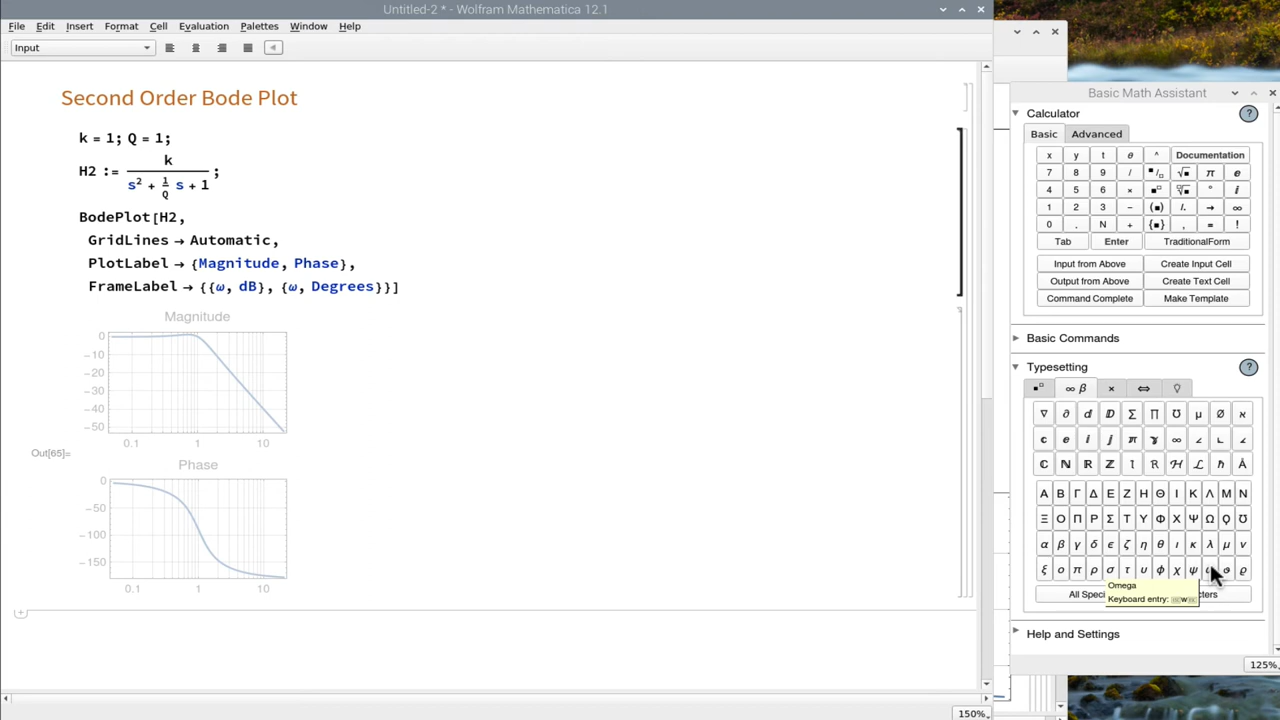 Untitled-2 * - Wolfram Mathematica 12.1
File Edit Insert Format Cell Evaluation Palettes Window Help
Input
Second Order Bode Plot
k = 1; Q = 1;
H2 := k / (s² + 1/Q s + 1) ;
BodePlot[H2,
GridLines → Automatic,
PlotLabel → {Magnitude, Phase},
FrameLabel → {{ω, dB}, {ω, Degrees}}]
Magnitude
0
-10
-20
-30
-40
-50
0.1 1 10
Out[65]=
Phase
0
-50
-100
-150
0.1 1 10
150%
Basic Math Assistant
Calculator
Basic Advanced
x y t θ ^ Documentation
7 8 9 / √■ π e
4 5 6 × ° i
1 2 3 − (■) /. → ∞
0 . N + {■} , = !
Tab Enter TraditionalForm
Input from Above Create Input Cell
Output from Above Create Text Cell
Command Complete Make Template
Basic Commands
Typesetting
∞ β × ⇔
∇ ∂ ⅆ ⅅ ∑ ∏ ℧ μ Ø ℵ
ⅇ ⅈ ⅉ π ∞ ∠ ∟
ℂ ℕ ℝ ℤ ℋ ℒ ℏ Å
Α Β Γ Δ Ε Ζ Η Θ Ι Κ Λ Μ Ν
Ξ Ο Π Ρ Σ Τ Υ Φ Χ Ψ Ω Ϙ ℧
α β γ δ ϵ ζ η θ ι κ λ μ ν
ξ ο π ρ σ τ υ ϕ χ ψ
Omega
Keyboard entry: w
Help and Settings
125%